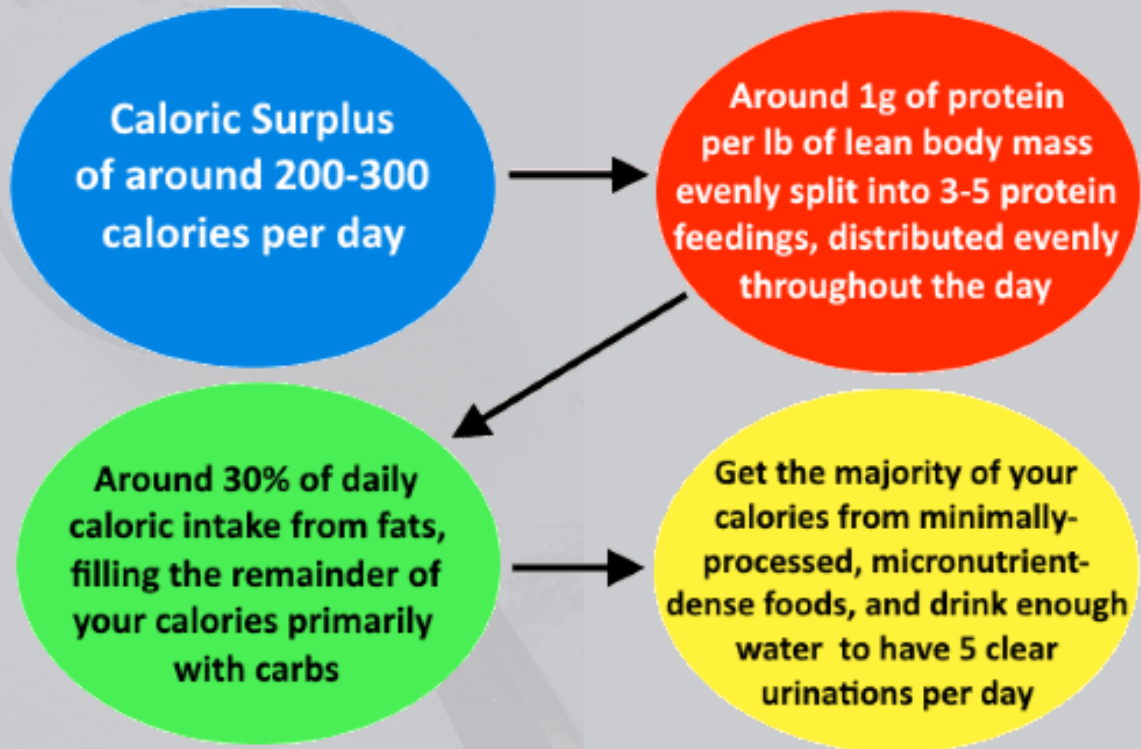 Caloric Surplus
of around 200-300
calories per day
Around 1g of protein
per lb of lean body mass
evenly split into 3-5 protein
feedings, distributed evenly
throughout the day
Around 30% of daily
caloric intake from fats,
filling the remainder of
your calories primarily
with carbs
Get the majority of your
calories from minimally-
processed, micronutrient-
dense foods, and drink enough
water  to have 5 clear
urinations per day